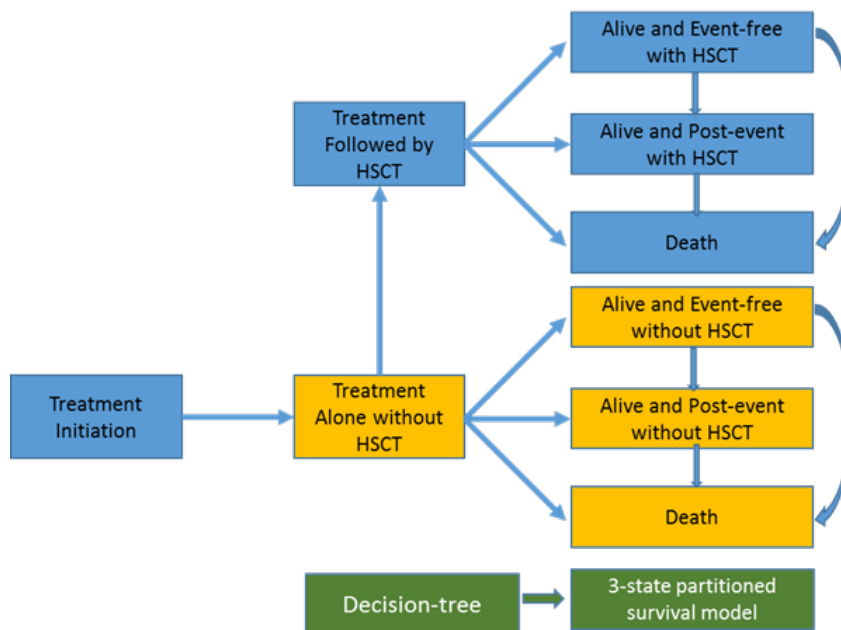 Alive and Event-free
with HSCT
Treatment
Followed by
HSCT
Alive and Post-event
with HSCT
Death
Alive and Event-free
without HSCT
Treatment
Initiation
Treatment
Alone without
HSCT
Alive and Post-event
without HSCT
Death
Decision-tree
3-state partitioned
survival model